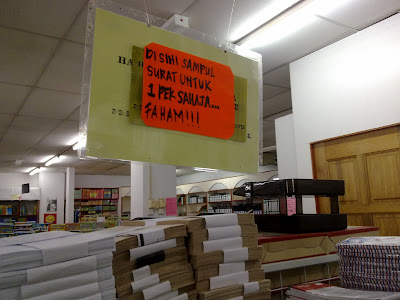 DISINI SAMPUL
SURAT UNTUK
1 PEK SAHAJA...
FAHAM!!!